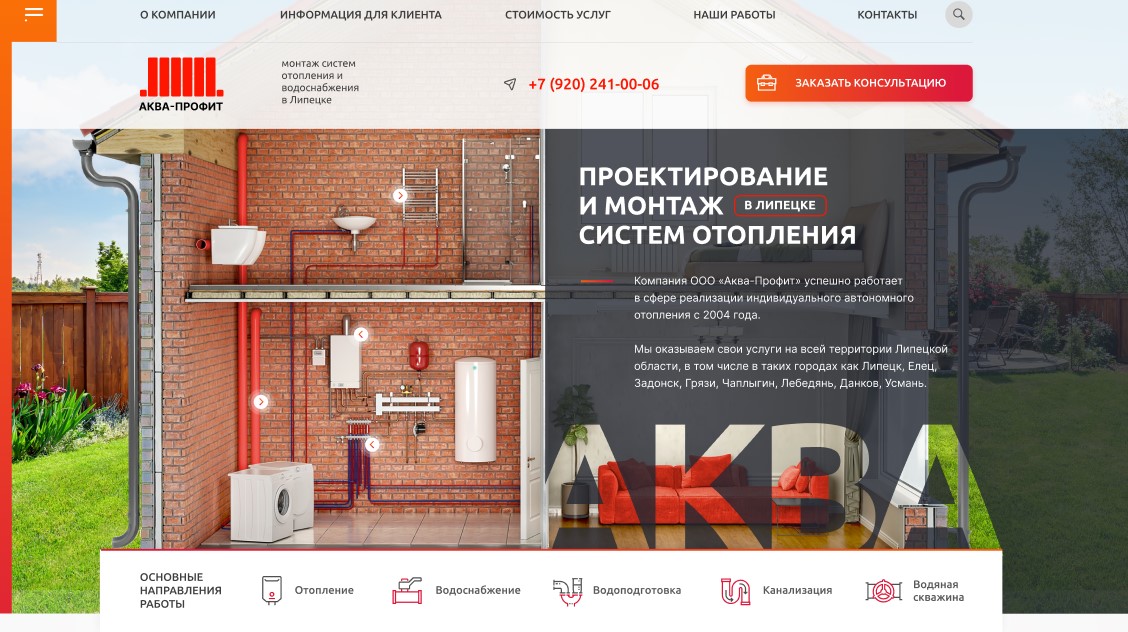 О КОМПАНИИ
ИНФОРМАЦИЯ ДЛЯ КЛИЕНТА
СТОИМОСТЬ УСЛУГ
НАШИ РАБОТЫ
КОНТАКТЫ
АКВА-ПРОФИТ
монтаж систем
отопления и
водоснабжения
в Липецке
+7 (920) 241-00-06
ЗАКАЗАТЬ КОНСУЛЬТАЦИЮ
ПРОЕКТИРОВАНИЕ
И МОНТАЖ В ЛИПЕЦКЕ
СИСТЕМ ОТОПЛЕНИЯ
Компания ООО «Аква-Профит» успешно работает
в сфере реализации индивидуального автономного
отопления с 2004 года.
Мы оказываем свои услуги на всей территории Липецкой
области, в том числе в таких городах как Липецк, Елец,
Задонск, Грязи, Чаплыгин, Лебедянь, Данков, Усмань.
АКВА
ОСНОВНЫЕ
НАПРАВЛЕНИЯ
РАБОТЫ
Отопление
Водоснабжение
Водоподготовка
Канализация
Водяная
скважина